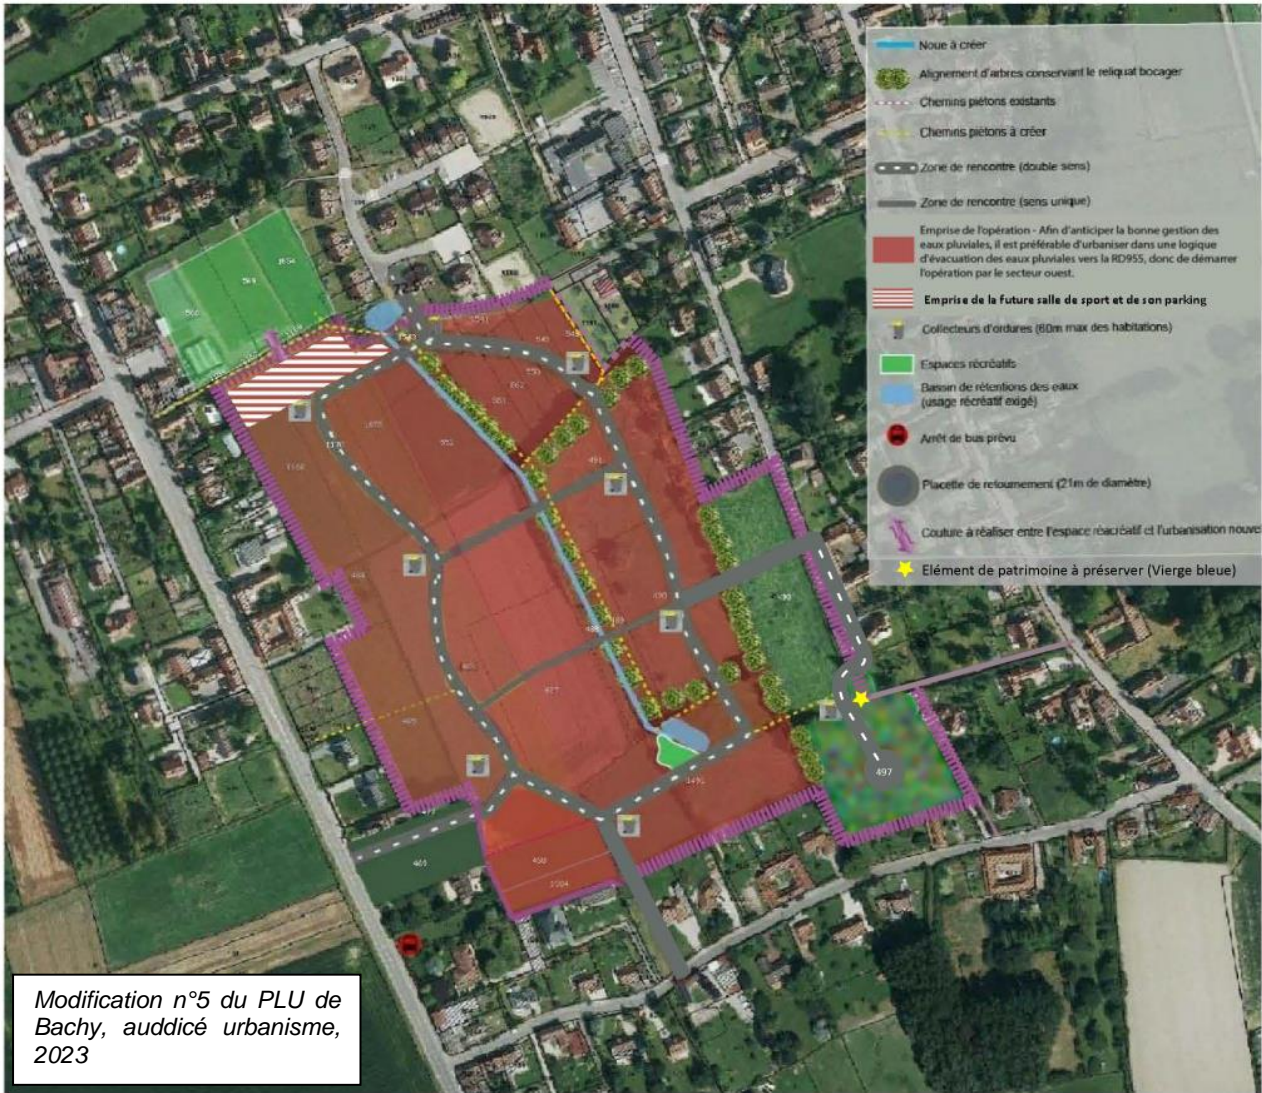 Noue à créer
Alignement d'arbres conservant le reliquat bocager
Chemins piétons existants
Chemins piétons à créer
Zone de rencontre (double sens)
Zone de rencontre (sens unique)
Emprise de l'opération - Afin d'anticiper la bonne gestion des
eaux pluviales, il est préférable d'urbaniser dans une logique
d'évacuation des eaux pluviales vers la RD955, donc de démarrer
l'opération par le secteur ouest.
Emprise de la future salle de sport et de son parking
Collecteurs d'ordures (60m max des habitations)
Espaces récréatifs
Bassin de rétentions des eaux
(usage récréatif exigé)
Arrêt de bus prévu
Placette de retournement (21m de diamètre)
Couture à réaliser entre l'espace réacréatif et l'urbanisation nouve
Elément de patrimoine à préserver (Vierge bleue)
497
Modification n°5 du PLU de
Bachy, auddicé urbanisme,
2023